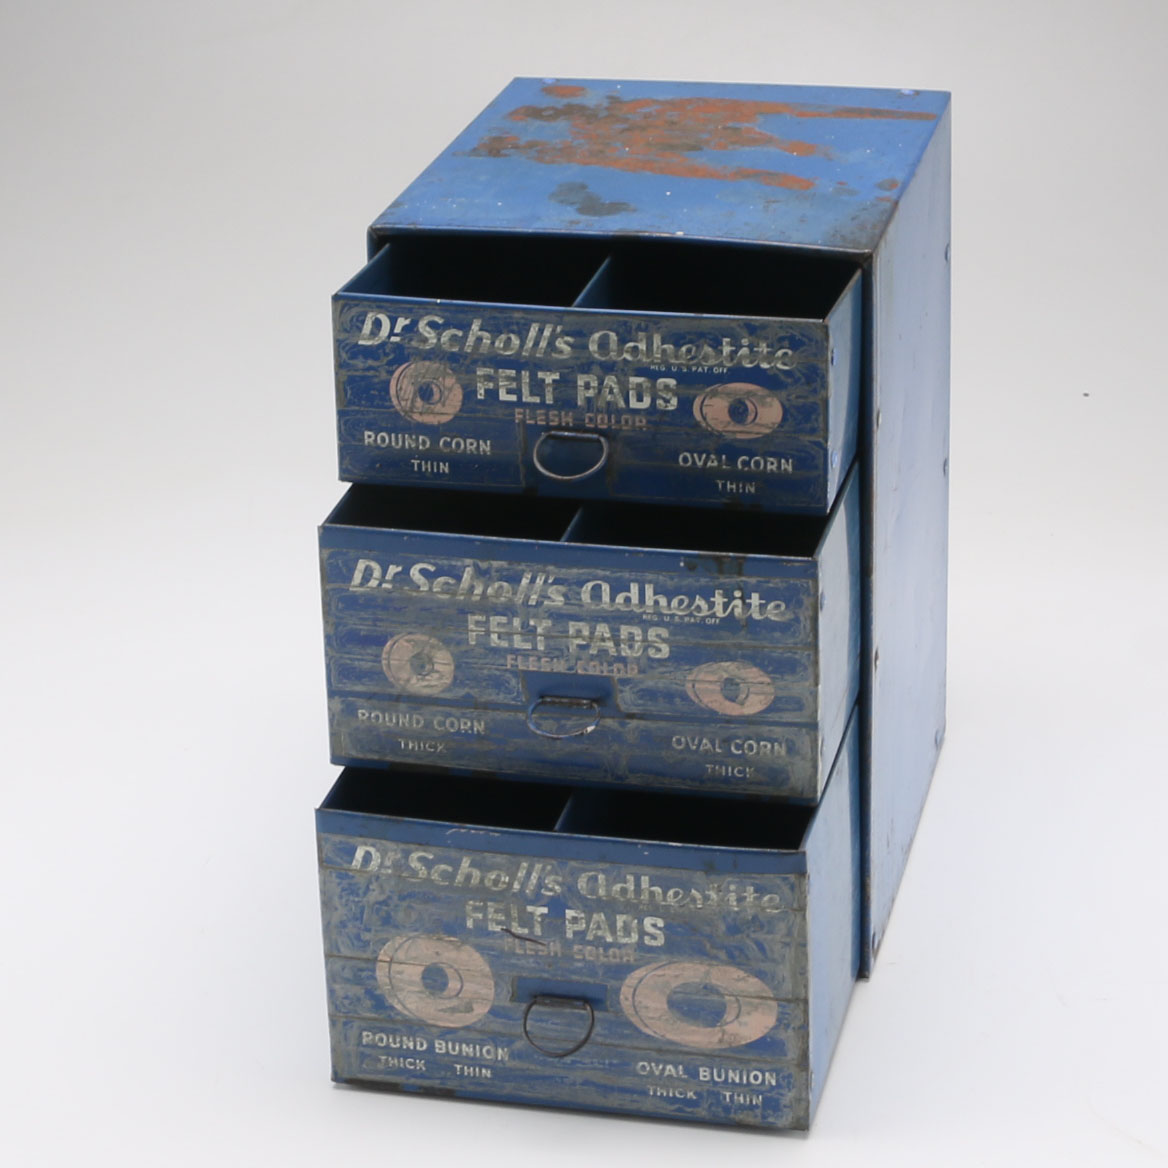 Dr Scholl's Adhestite
REG. U.S. PAT. OFF.
FELT PADS
FLESH COLOR
ROUND CORN
THIN
OVAL CORN
THIN
Dr Scholl's Adhestite
REG. U.S. PAT. OFF
FELT PADS
FLESH COLOR
ROUND CORN
THICK
OVAL CORN
THICK
Dr Scholl's Adhestite
FELT PADS
FLESH COLOR
ROUND BUNION
THICK THIN
OVAL BUNION
THICK THIN